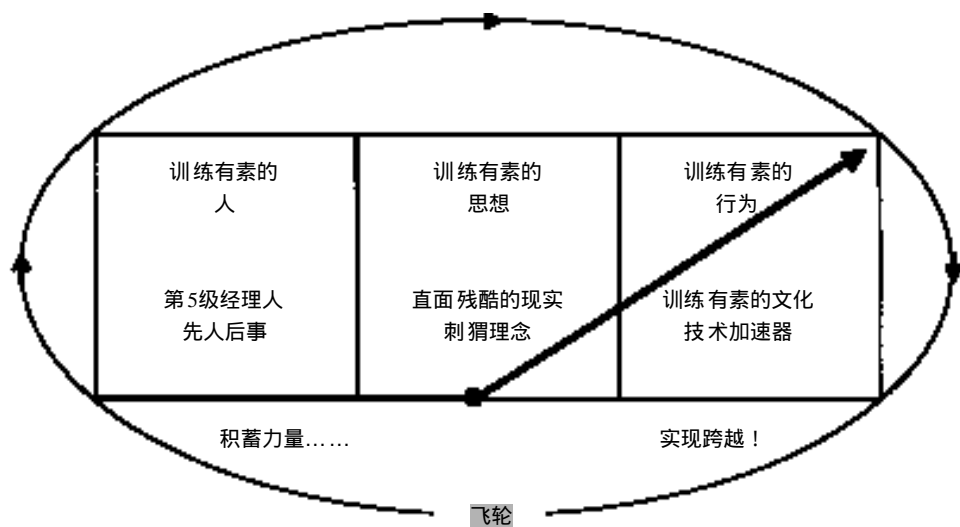 训练有素的
人
训练有素的
思想
训练有素的
行为
第5级经理人
先人后事
直面残酷的现实
刺猬理念
训练有素的文化
技术加速器
积蓄力量……
实现跨越！
飞轮